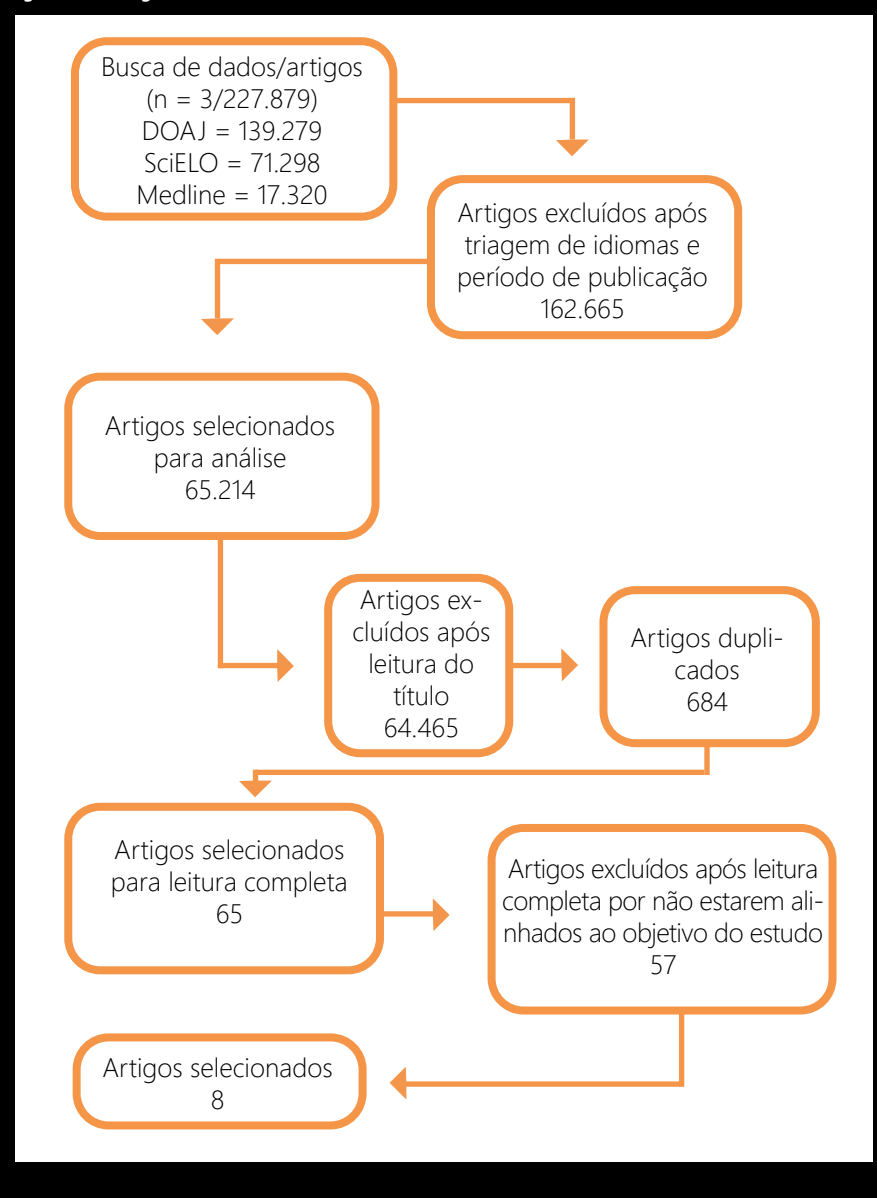 Busca de dados/artigos
(n = 3/227.879)
DOAJ = 139.279
SciELO = 71.298
Medline = 17.320
Artigos excluídos após
triagem de idiomas e
período de publicação
162.665
Artigos selecionados
para análise
65.214
Artigos ex-
cluídos após
leitura do
título
64.465
Artigos dupli-
cados
684
Artigos selecionados
para leitura completa
65
Artigos excluídos após leitura
completa por não estarem ali-
nhados ao objetivo do estudo
57
Artigos selecionados
8